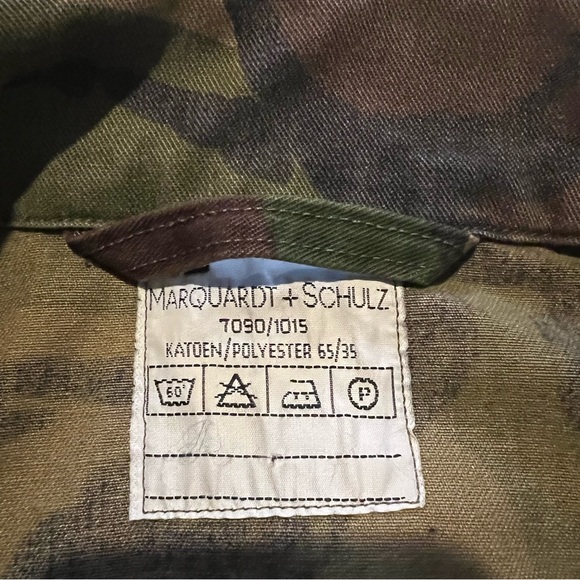 MARQUARDT + SCHULZ
7090/1015
KATOEN/POLYESTER 65/35
60 P